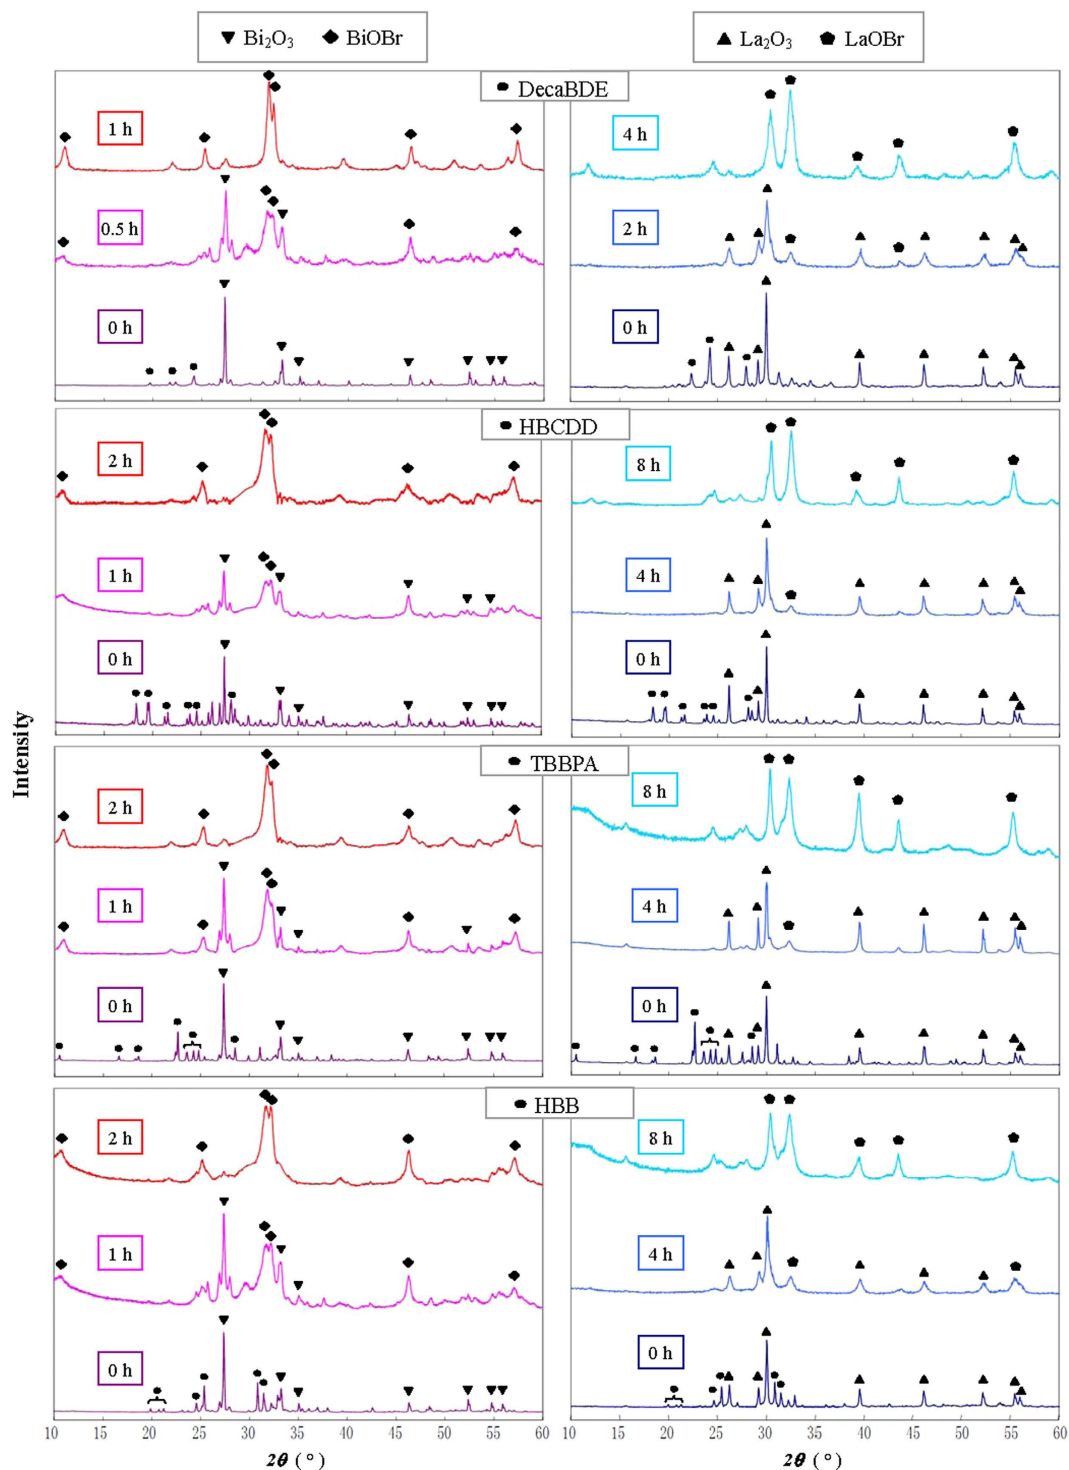 ▼ Bi₂O₃ ◆ BiOBr
▲ La₂O₃ ⬟ LaOBr
● DecaBDE
1 h
0.5 h
0 h
4 h
2 h
0 h
● HBCDD
2 h
1 h
0 h
8 h
4 h
0 h
● TBBPA
2 h
1 h
0 h
8 h
4 h
0 h
● HBB
2 h
1 h
0 h
8 h
4 h
0 h
Intensity
10 15 20 25 30 35 40 45 50 55 60
10 15 20 25 30 35 40 45 50 55 60
2θ (°)
2θ (°)